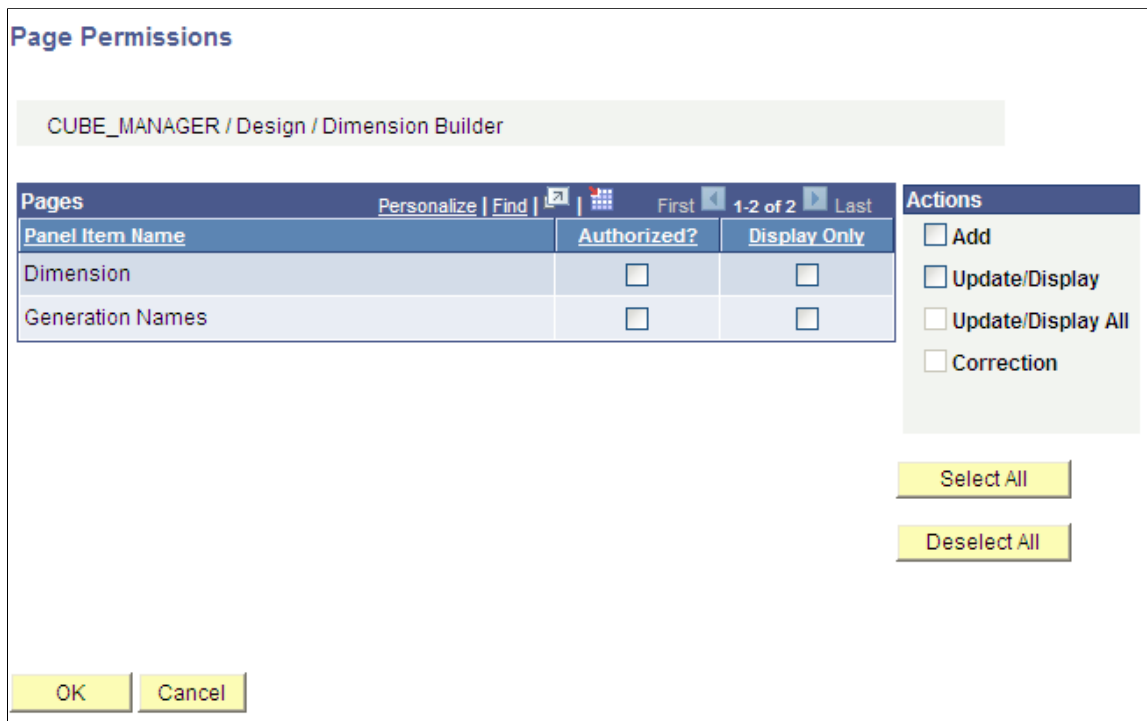 Page Permissions
CUBE_MANAGER / Design / Dimension Builder
Pages Personalize | Find | | First 1-2 of 2 Last
Panel Item Name Authorized? Display Only
Dimension
Generation Names
Actions
Add
Update/Display
Update/Display All
Correction
Select All
Deselect All
OK Cancel